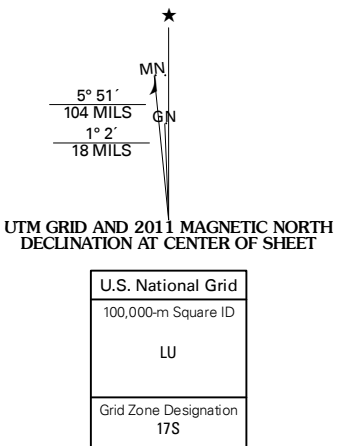 MN.
5° 51´
104 MILS
GN
1° 2´
18 MILS
UTM GRID AND 2011 MAGNETIC NORTH
DECLINATION AT CENTER OF SHEET
U.S. National Grid
100,000-m Square ID
LU
Grid Zone Designation
17S